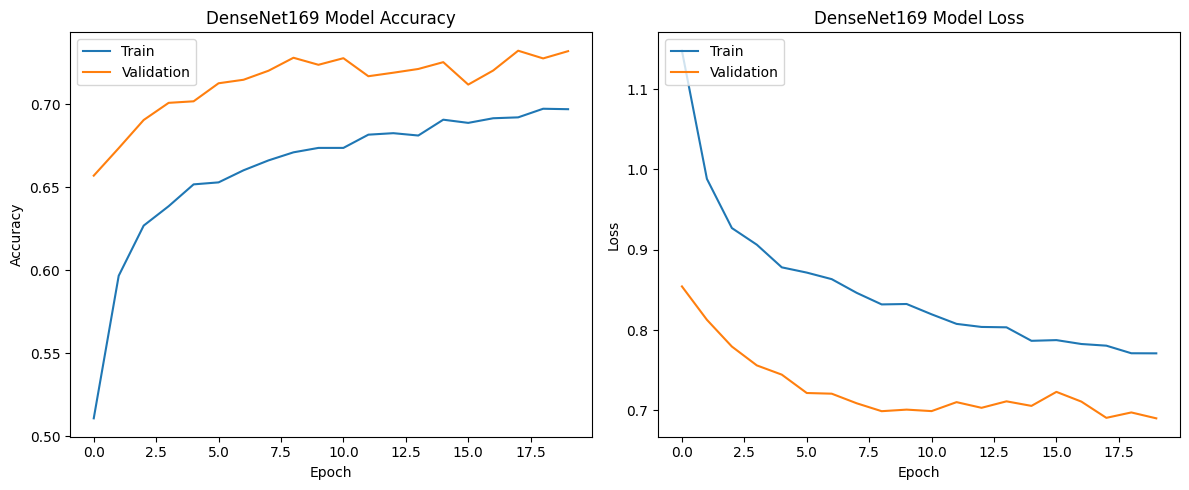 DenseNet169 Model Accuracy
Train
Validation
Accuracy
0.70
0.65
0.60
0.55
0.50
0.0 2.5 5.0 7.5 10.0 12.5 15.0 17.5
Epoch
DenseNet169 Model Loss
Train
Validation
Loss
1.1
1.0
0.9
0.8
0.7
0.0 2.5 5.0 7.5 10.0 12.5 15.0 17.5
Epoch